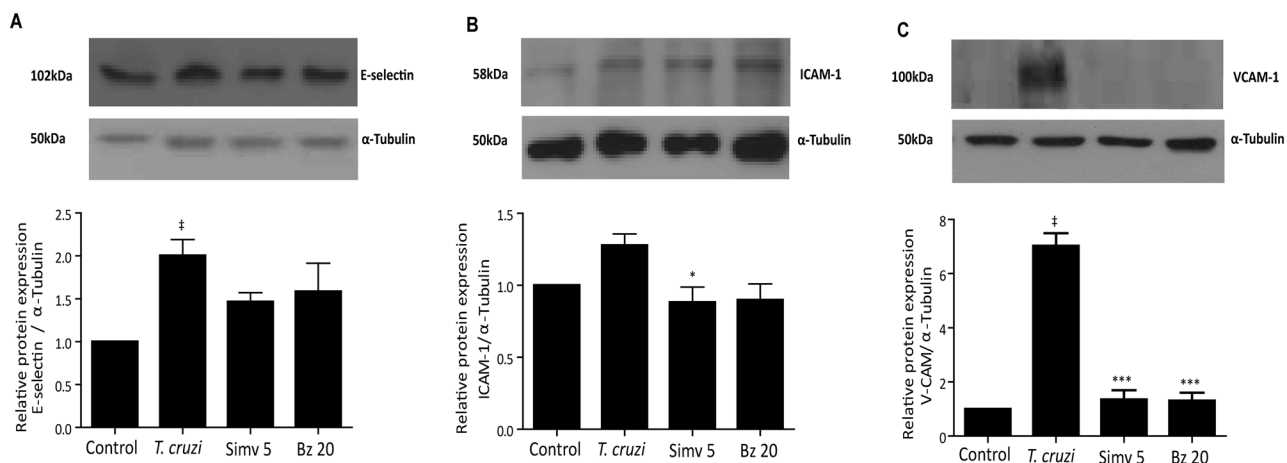 A
102kDa
E-selectin
50kDa
α-Tubulin
Relative protein expression
E-selectin / α-Tubulin
2.5
2.0
1.5
1.0
0.5
0.0
‡
Control
T. cruzi
Simv 5
Bz 20
B
58kDa
ICAM-1
50kDa
α-Tubulin
Relative protein expression
ICAM-1/α-Tubulin
1.5
1.0
0.5
0.0
*
Control
T. cruzi
Simv 5
Bz 20
C
100kDa
VCAM-1
50kDa
α-Tubulin
Relative protein expression
V-CAM/α-Tubulin
8
6
4
2
0
‡
***
***
Control
T. cruzi
Simv 5
Bz 20